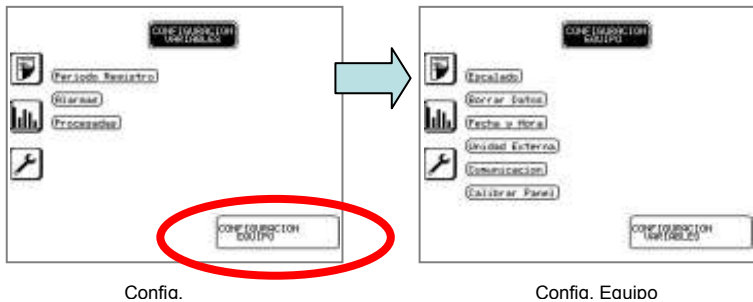 CONFIGURACION
VARIABLES
Periodo Registro
Alarmas
Procesadas
CONFIGURACION
EQUIPO
Config.
CONFIGURACION
EQUIPO
Escalado
Borrar Datos
Fecha y Hora
Unidad Externa
Comunicacion
Calibrar Panel
CONFIGURACION
VARIABLES
Config. Equipo